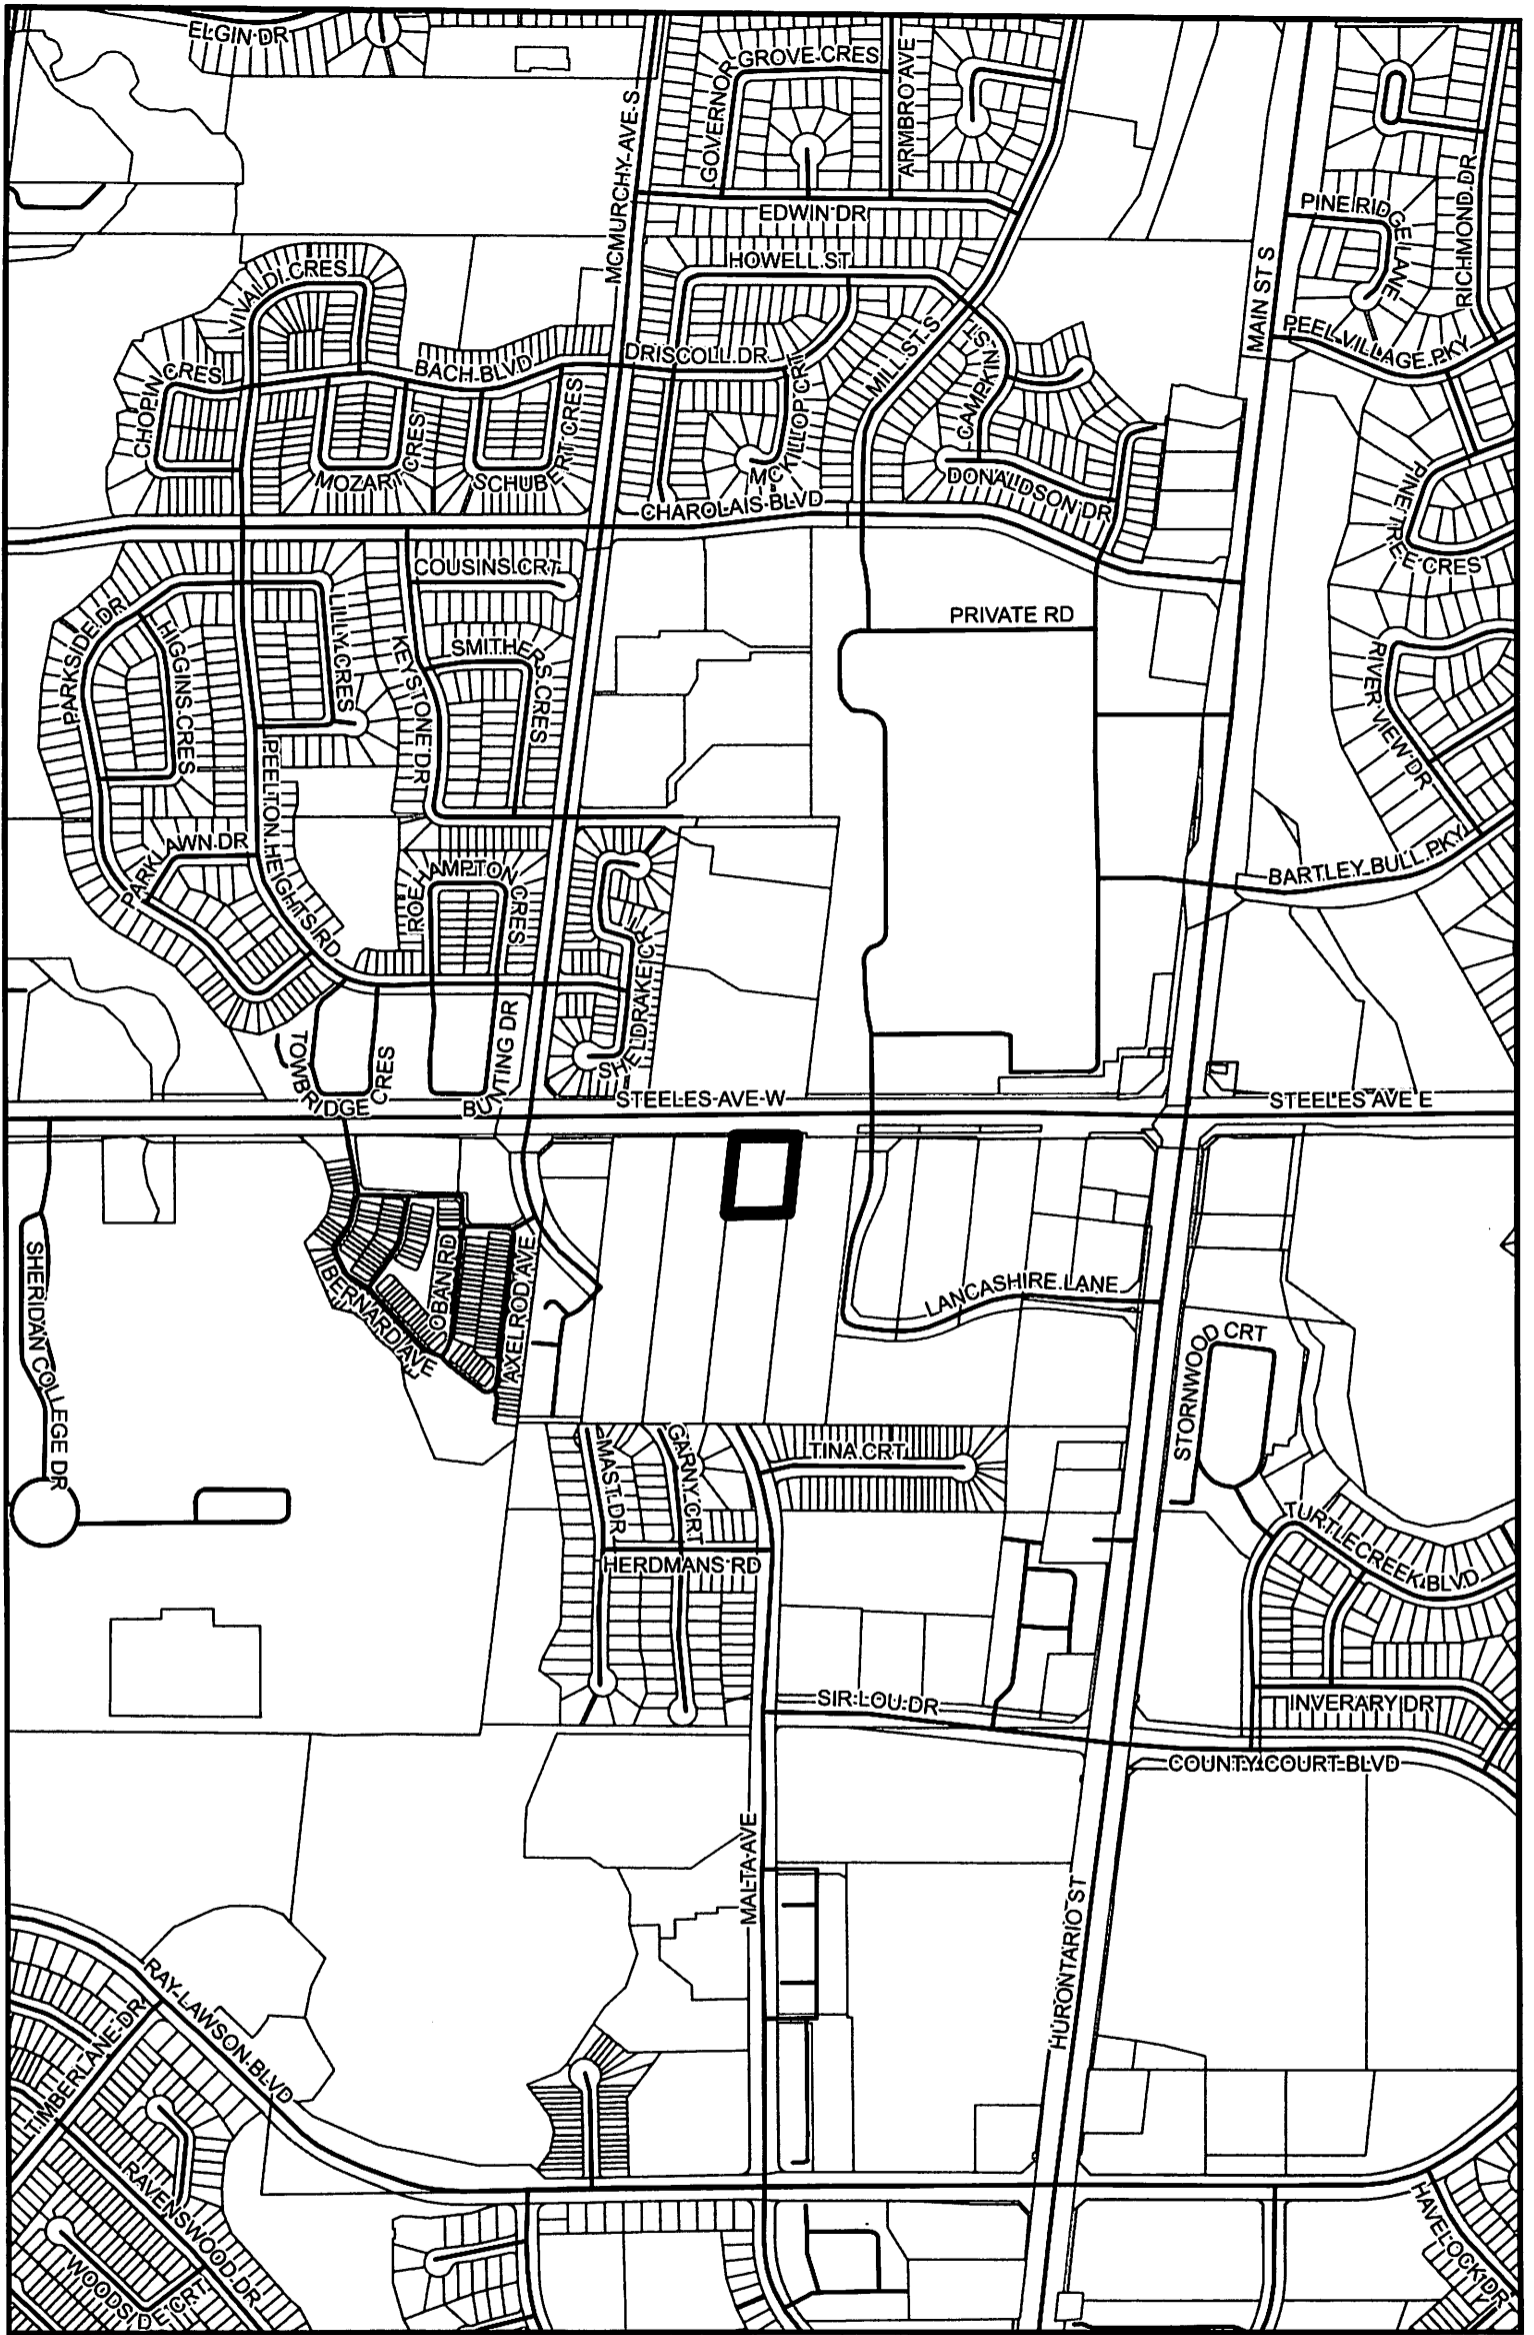 ELGIN DR
GROVE CRES
GOVERNOR
ARMBRO AVE
MCMURCHY AVE S
EDWIN DR
PINE RIDGE LANE
RICHMOND DR
HOWELL ST
VIVALDI CRES
MAIN ST S
PEEL VILLAGE PKY
BACH BLVD
DRISCOLL DR
MILL ST S
CAMPKIN ST
CHOPIN CRES
MCKILLOP CRT
MOZART CRES
SCHUBERT CRES
DONALDSON DR
CHAROLAIS BLVD
PINE TREE CRES
COUSINS CRT
PARKSIDE DR
HIGGINS CRES
LILLY CRES
KEYSTONE DR
SMITHERS CRES
PRIVATE RD
RIVER VIEW DR
PEELTON HEIGHTS RD
PARKLAWN DR
ROEHAMPTON CRES
BARTLEY BULL PKY
SHELDRAKE CRT
TOWBRIDGE CRES
BUNTING DR
STEELES AVE W
STEELES AVE E
SHERIDAN COLLEGE DR
BERNARD AVE
JOBAN RD
AXELROD AVE
LANCASHIRE LANE
STORNWOOD CRT
MAST DR
GARNY CRT
TINA CRT
HERDMANS RD
TURTLECREEK BLVD
SIR LOU DR
INVERARY DR
COUNTY COURT BLVD
MALTA AVE
HURONTARIO ST
RAY LAWSON BLVD
TIMBERLANE DR
RAVENSWOOD DR
WOODSIDE CRT
HAVELOCK DR